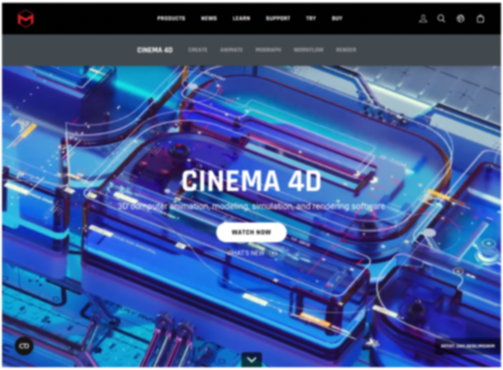 PRODUCTS NEWS LEARN SUPPORT TRY BUY
CINEMA 4D CREATE ANIMATE MOGRAPH WORKFLOW RENDER
CINEMA 4D
3D computer animation, modeling, simulation, and rendering software
WATCH NOW
WHAT'S NEW